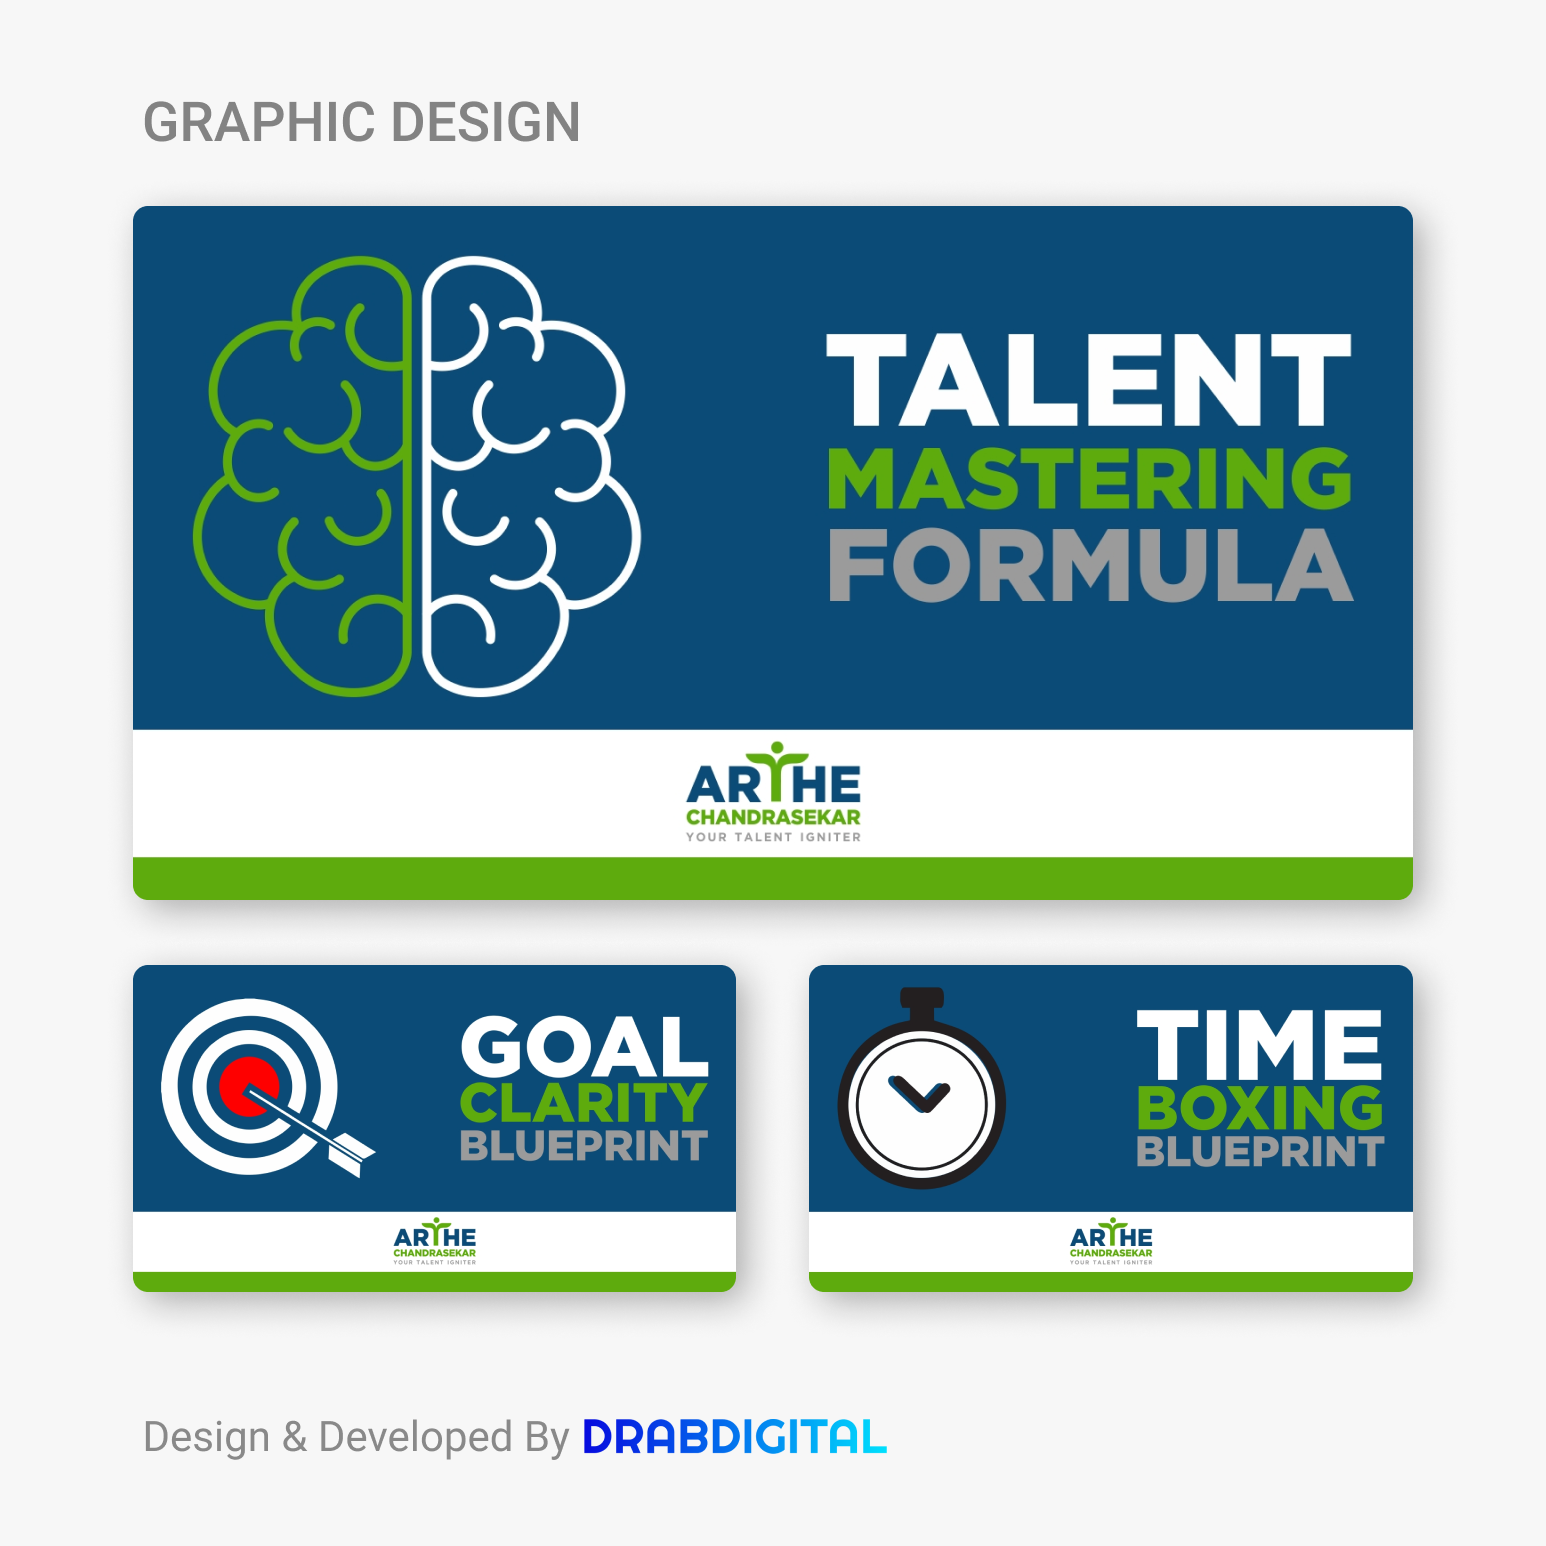 GRAPHIC DESIGN
TALENT
MASTERING
FORMULA
ARTHE
CHANDRASEKAR
YOUR TALENT IGNITER
GOAL
CLARITY
BLUEPRINT
ARTHE
CHANDRASEKAR
YOUR TALENT IGNITER
TIME
BOXING
BLUEPRINT
ARTHE
CHANDRASEKAR
YOUR TALENT IGNITER
Design & Developed By DRABDIGITAL